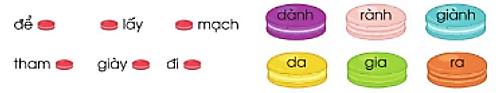 để lấy mạch dành rành giành
tham giày đi da gia ra